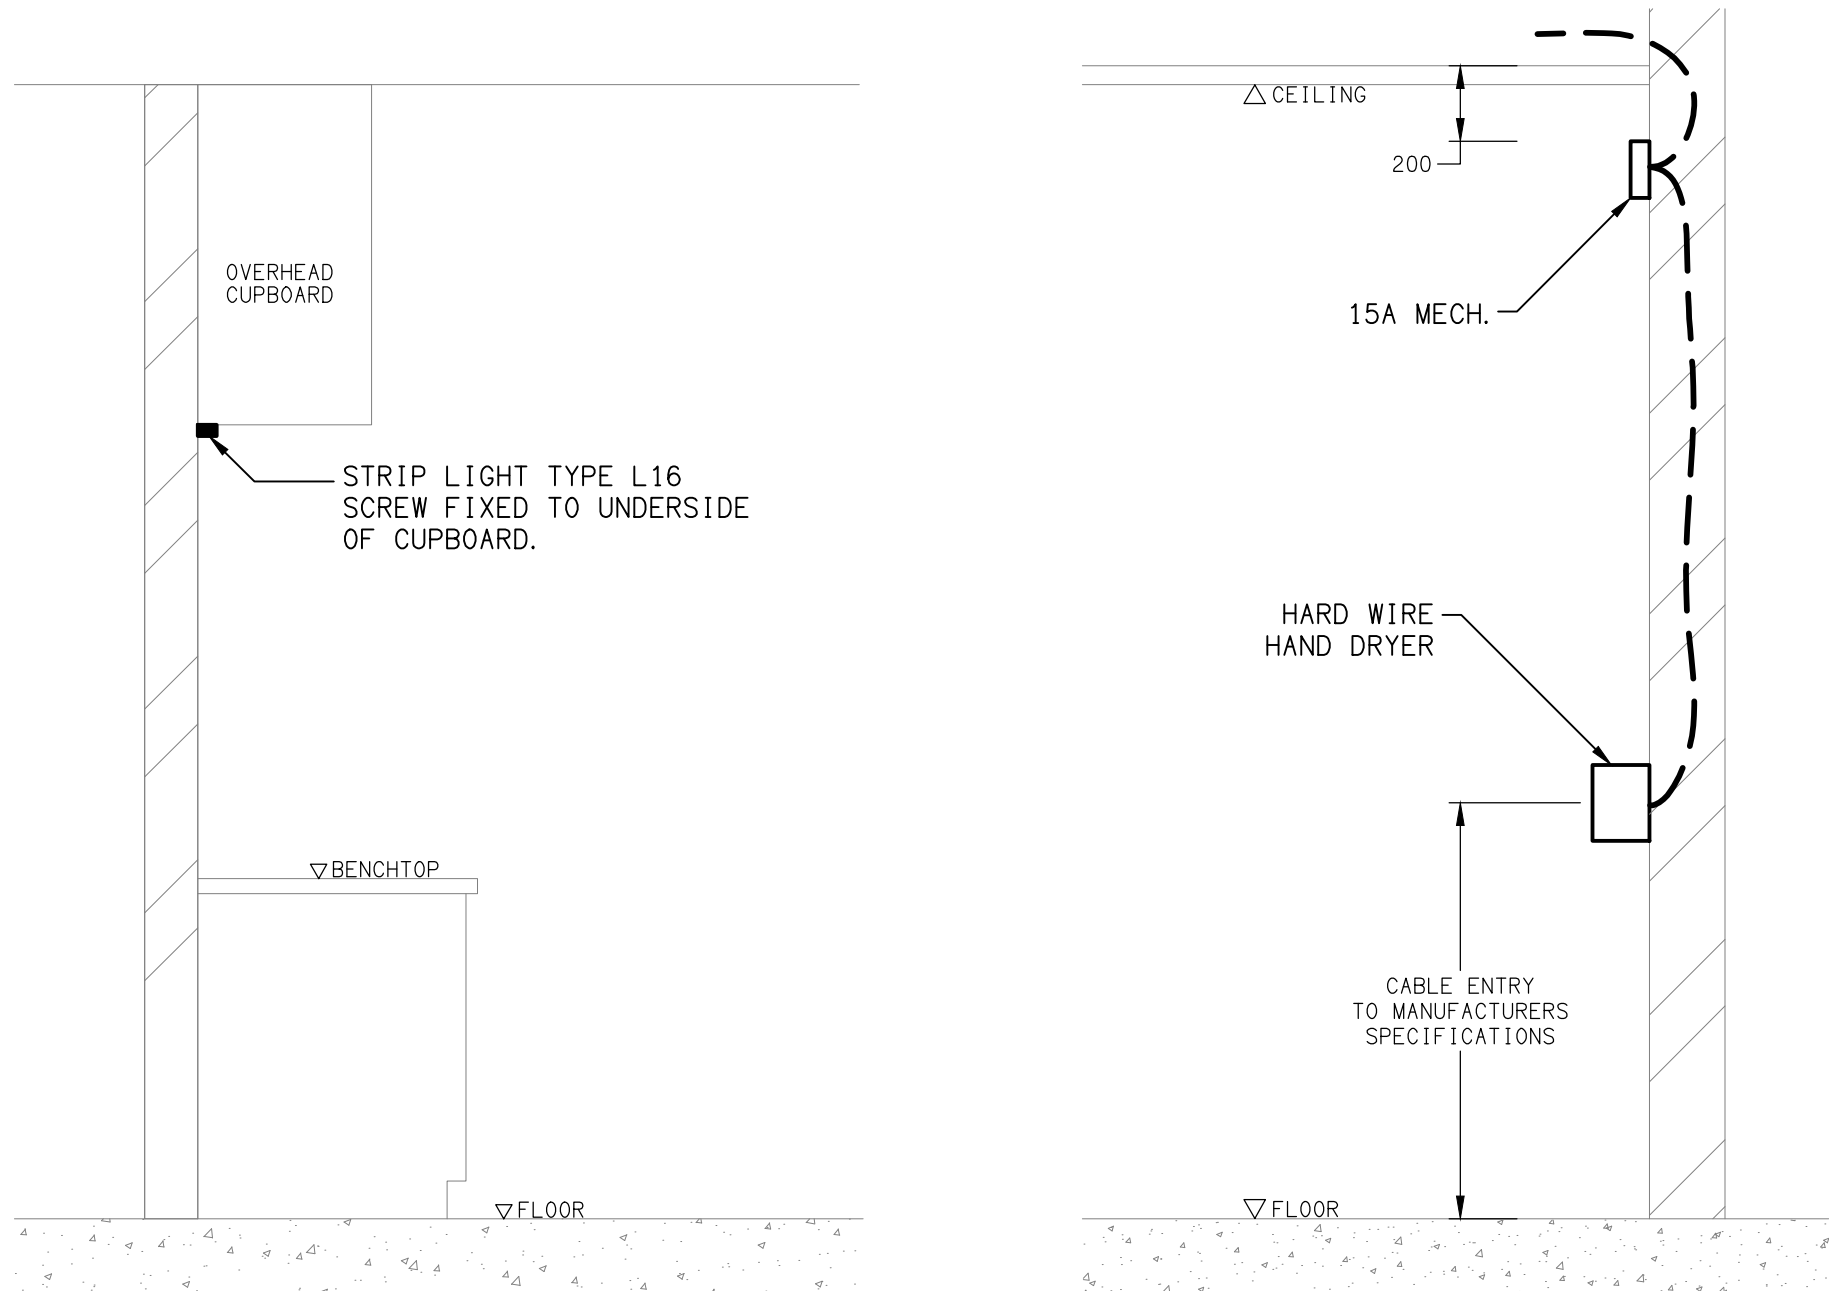 OVERHEAD
CUPBOARD
STRIP LIGHT TYPE L16
SCREW FIXED TO UNDERSIDE
OF CUPBOARD.
BENCHTOP
FLOOR
CEILING
200
15A MECH.
HARD WIRE
HAND DRYER
CABLE ENTRY
TO MANUFACTURERS
SPECIFICATIONS
FLOOR